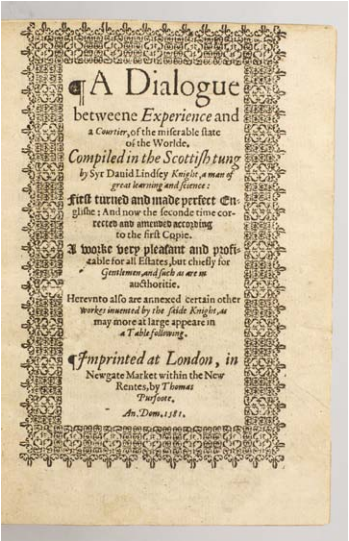 ¶A Dialogue
betweene Experience and
a Courtier, of the miserable state
of the Worlde.
Compiled in the Scottish tung
by Syr Dauid Lindsey Knight, a man of
great learning and science:
First turned and made perfect En-
glishe: And now the seconde time cor-
rected and amended according
to the first Copie.
A worke very pleasant and profi-
table for all Estates, but chiefly for
Gentlemen, and such as are in
aucthoritie.
Herevnto also are annexed certain other
workes inuented by the saide Knight, as
may more at large appeare in
a Table following.
¶Imprinted at London, in
Newgate Market within the New
Rentes, by Thomas
Purfoote.
An. Dom. 1581.